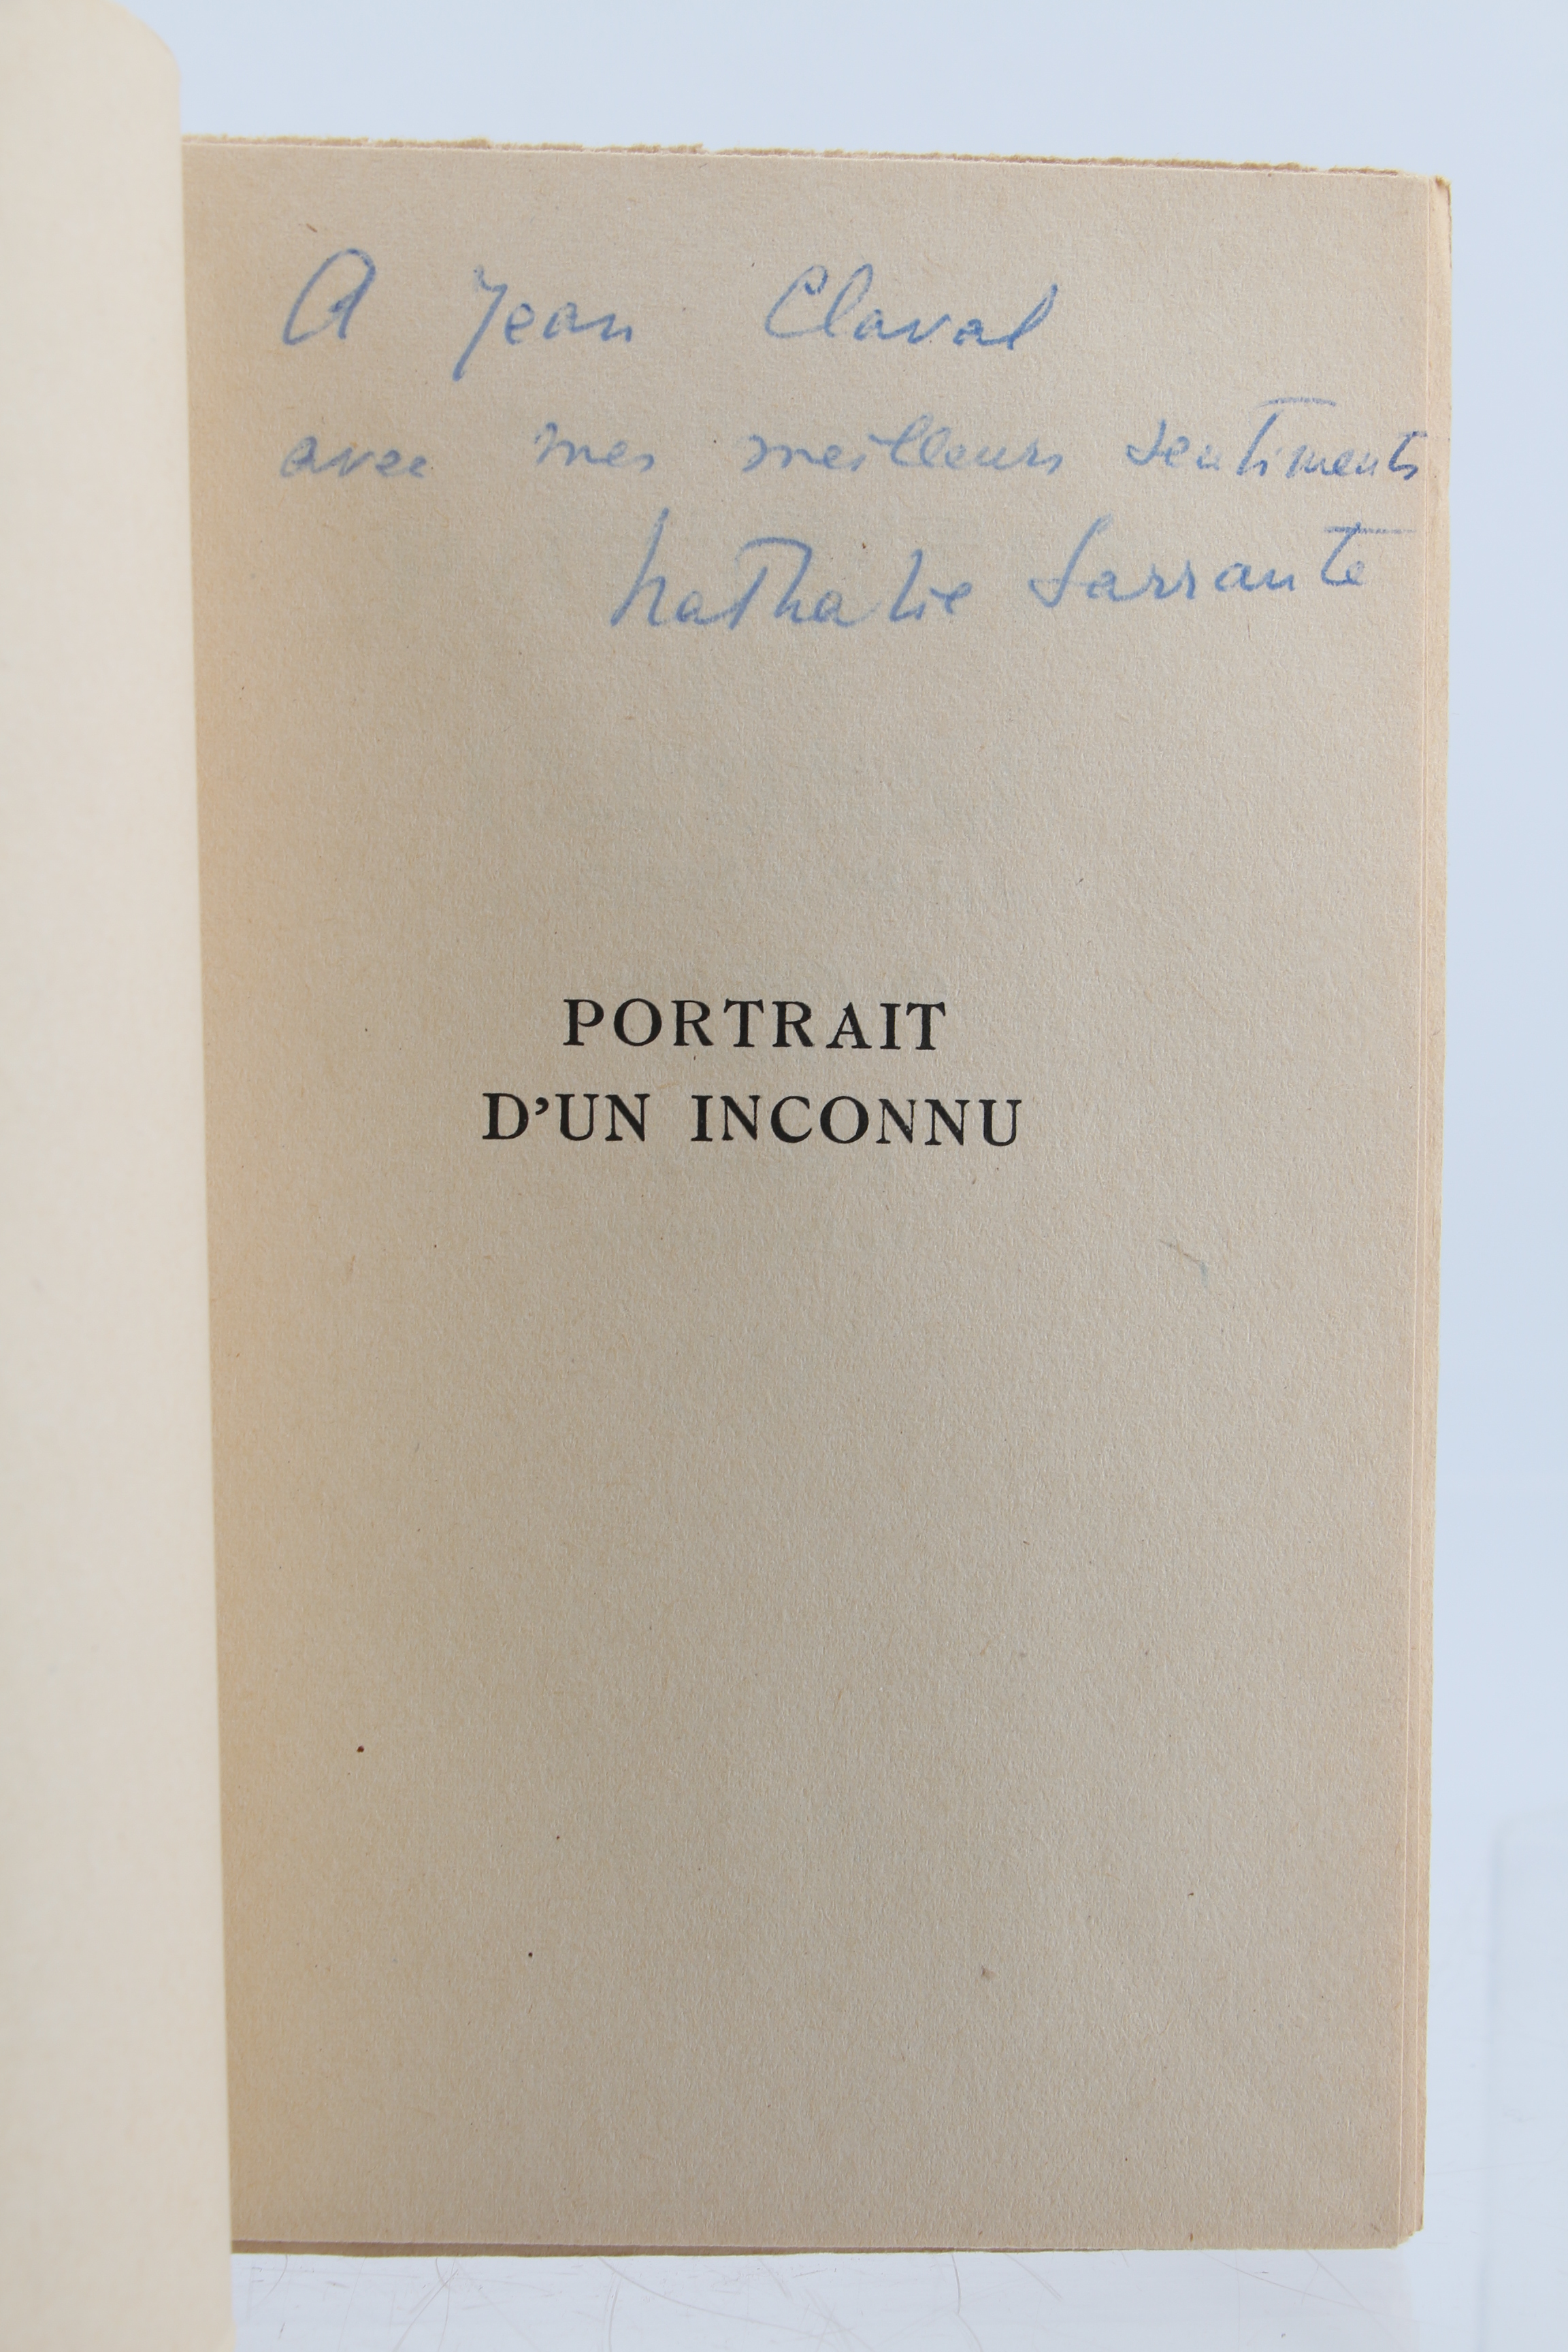 A Jean Claval
avec mes meilleurs sentiments
Nathalie Sarraute
PORTRAIT
D'UN INCONNU